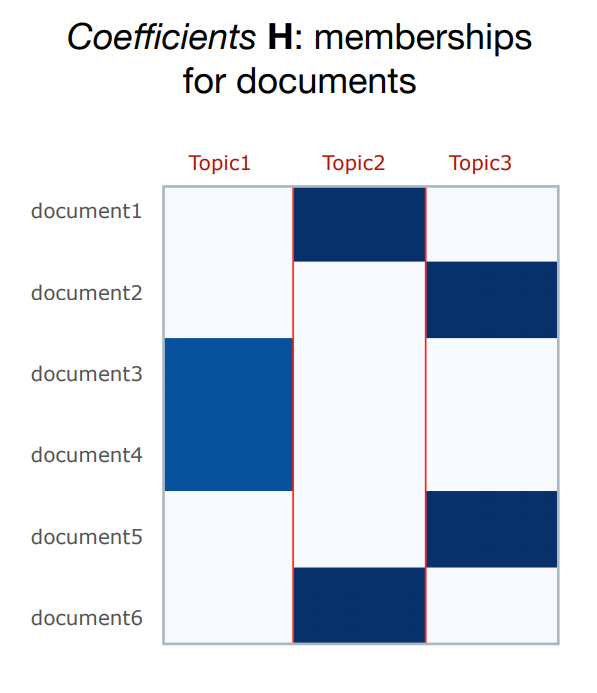 Coefficients H: memberships
for documents
Topic1 Topic2 Topic3
document1
document2
document3
document4
document5
document6